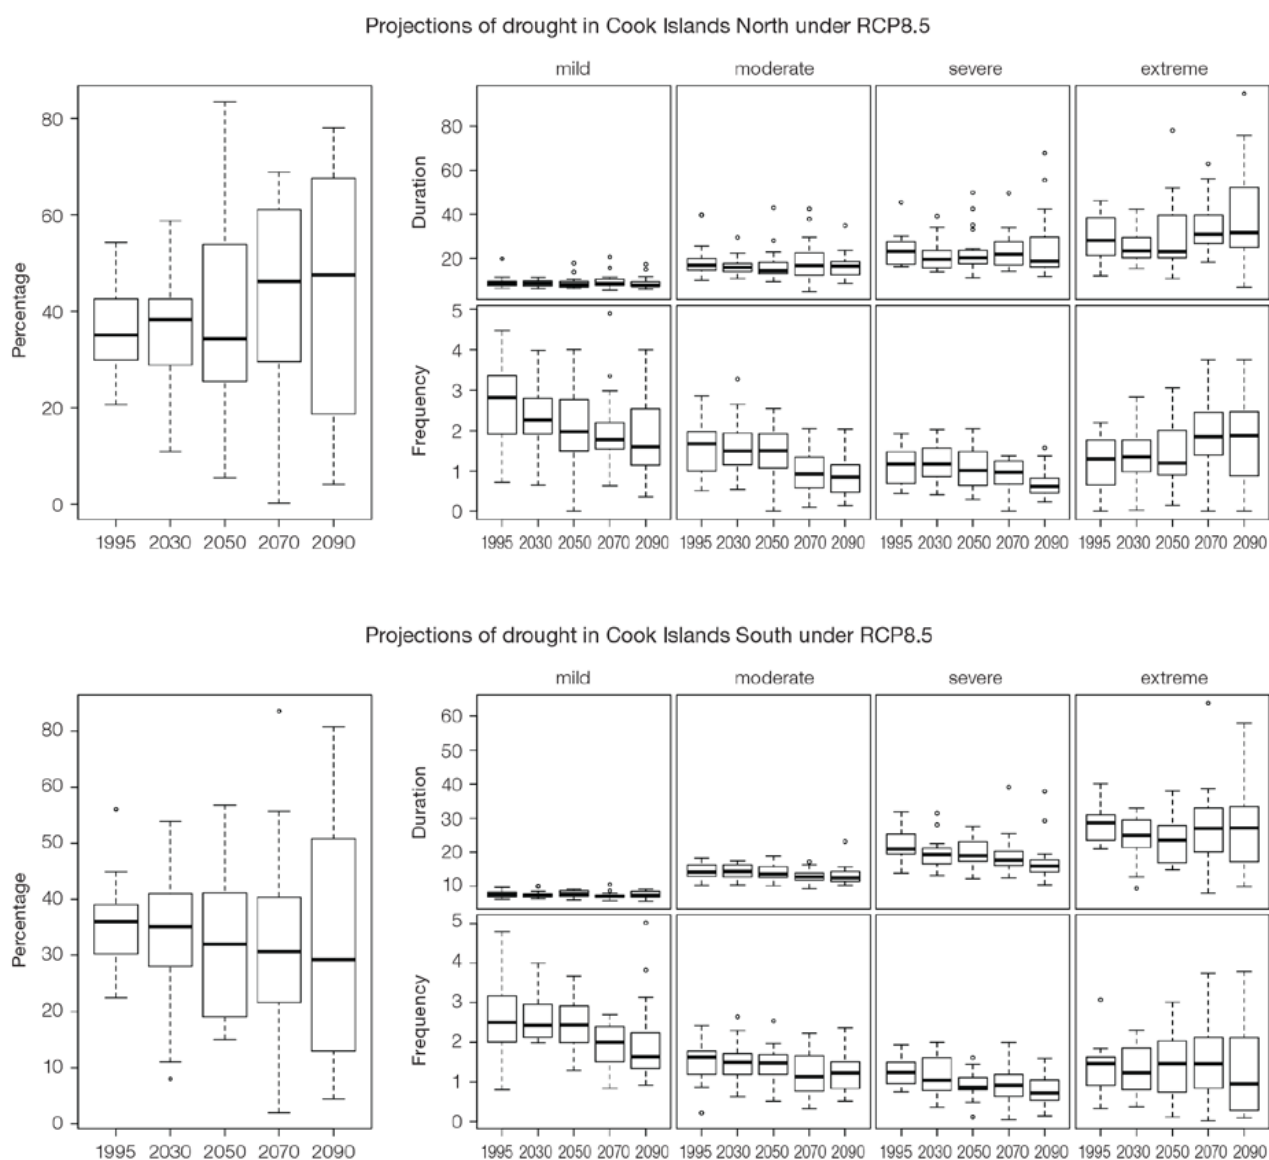 Projections of drought in Cook Islands North under RCP8.5
mild moderate severe extreme
Percentage
80
60
40
20
0
1995 2030 2050 2070 2090
Duration
80
60
40
20
Frequency
5
4
3
2
1
0
1995 2030 2050 2070 2090 1995 2030 2050 2070 2090 1995 2030 2050 2070 2090 1995 2030 2050 2070 2090
Projections of drought in Cook Islands South under RCP8.5
mild moderate severe extreme
Percentage
80
60
50
40
30
20
10
0
1995 2030 2050 2070 2090
Duration
60
50
40
30
20
10
Frequency
5
4
3
2
1
0
1995 2030 2050 2070 2090 1995 2030 2050 2070 2090 1995 2030 2050 2070 2090 1995 2030 2050 2070 2090